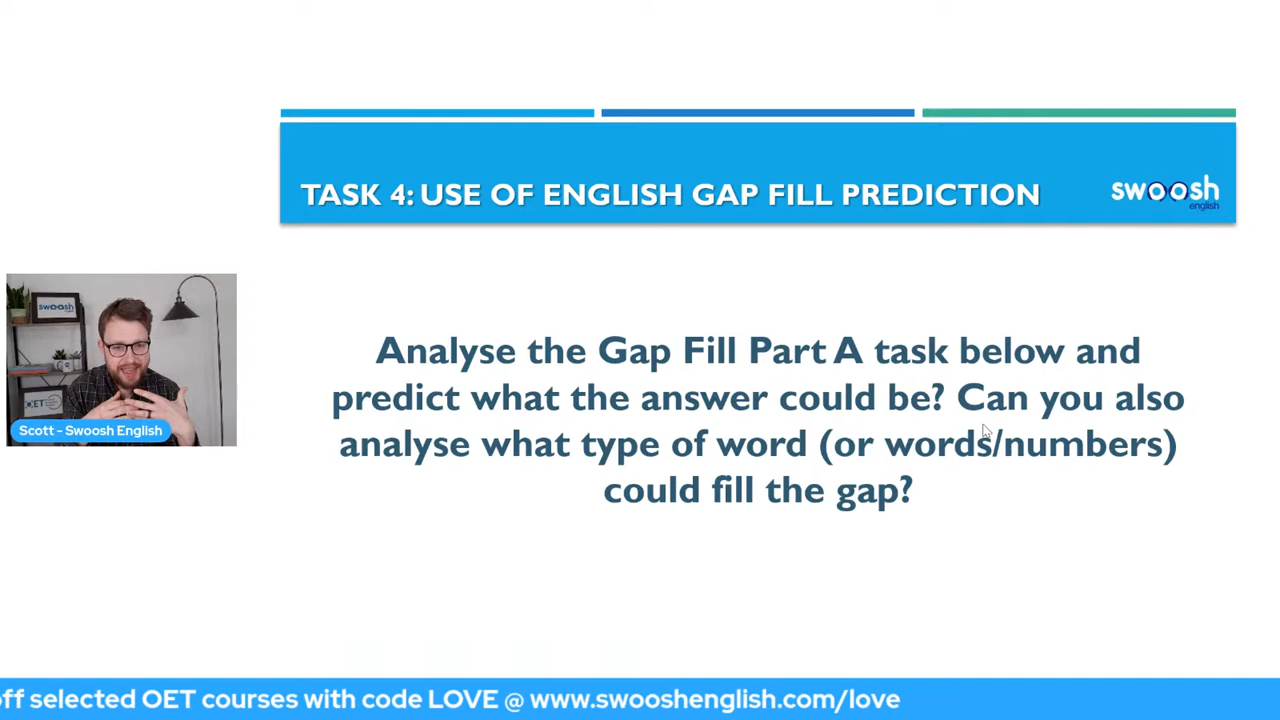 TASK 4: USE OF ENGLISH GAP FILL PREDICTION
swoosh
english
Analyse the Gap Fill Part A task below and
predict what the answer could be? Can you also
analyse what type of word (or words/numbers)
could fill the gap?
swoosh
OET
Scott - Swoosh English
off selected OET courses with code LOVE @ www.swooshenglish.com/love